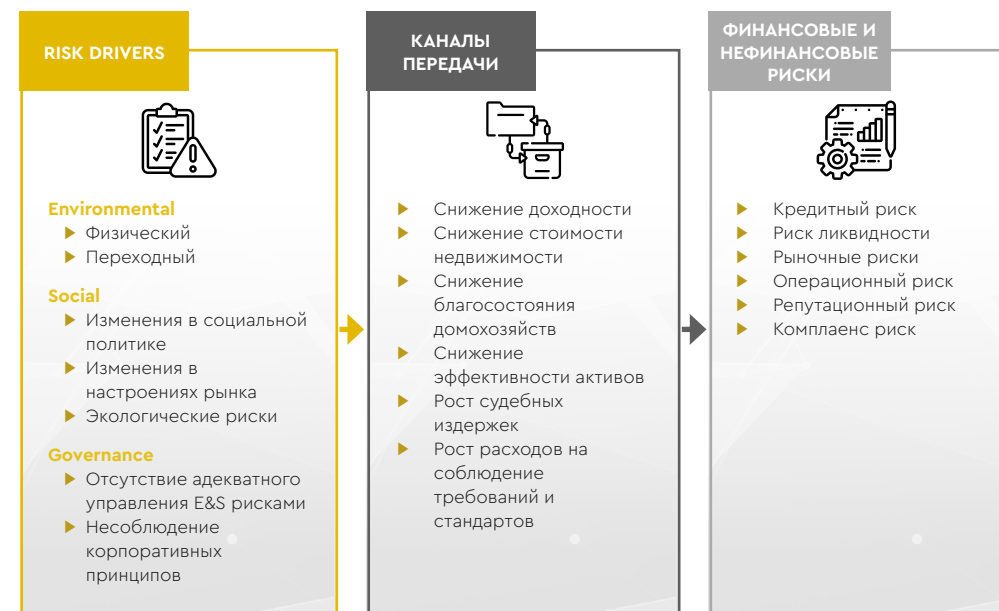 RISK DRIVERS
Environmental
Физический
Переходный
Social
Изменения в социальной
политике
Изменения в
настроениях рынка
Экологические риски
Governance
Отсутствие адекватного
управления E&S рисками
Несоблюдение
корпоративных
принципов
КАНАЛЫ
ПЕРЕДАЧИ
Снижение доходности
Снижение стоимости
недвижимости
Снижение
благосостояния
домохозяйств
Снижение
эффективности активов
Рост судебных
издержек
Рост расходов на
соблюдение
требований и
стандартов
ФИНАНСОВЫЕ И
НЕФИНАНСОВЫЕ
РИСКИ
Кредитный риск
Риск ликвидности
Рыночные риски
Операционный риск
Репутационный риск
Комплаенс риск